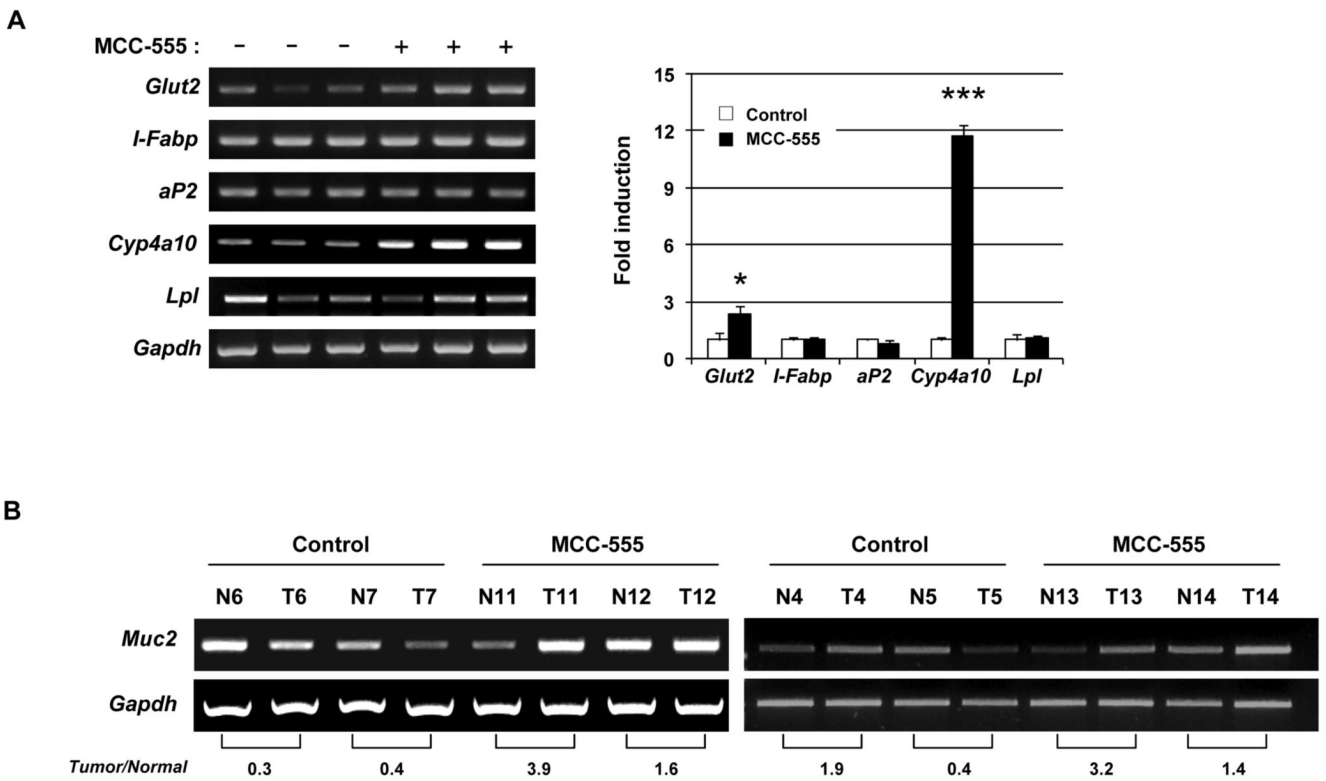 A
MCC-555 : − − − + + +
Glut2
I-Fabp
aP2
Cyp4a10
Lpl
Gapdh
Fold induction
15
12
9
6
3
0
Control
MCC-555
*
***
Glut2 I-Fabp aP2 Cyp4a10 Lpl
B
Control MCC-555 Control MCC-555
N6 T6 N7 T7 N11 T11 N12 T12 N4 T4 N5 T5 N13 T13 N14 T14
Muc2
Gapdh
Tumor/Normal 0.3 0.4 3.9 1.6 1.9 0.4 3.2 1.4